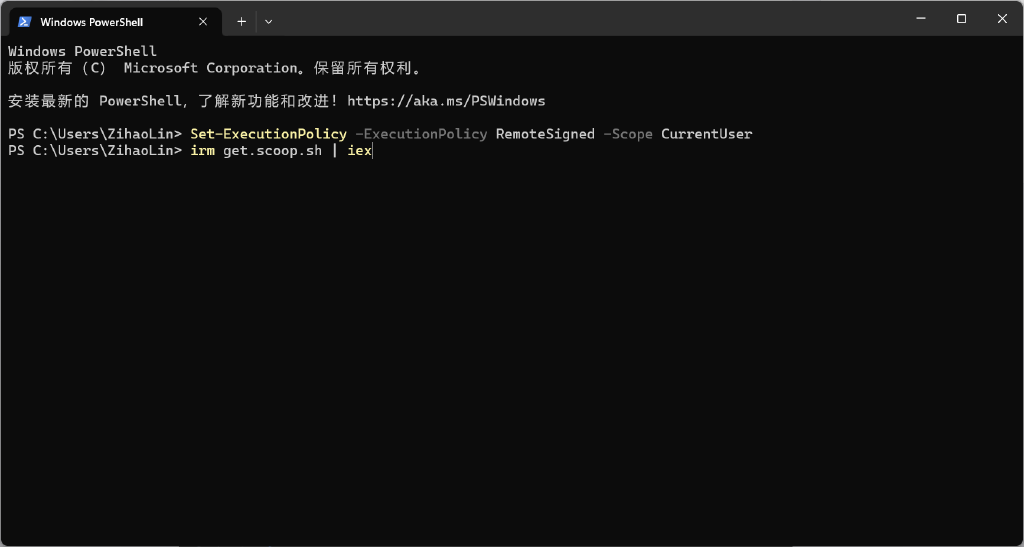 Windows PowerShell
Windows PowerShell
版权所有 (C) Microsoft Corporation。保留所有权利。
安装最新的 PowerShell，了解新功能和改进！https://aka.ms/PSWindows
PS C:\Users\ZihaoLin> Set-ExecutionPolicy -ExecutionPolicy RemoteSigned -Scope CurrentUser
PS C:\Users\ZihaoLin> irm get.scoop.sh | iex